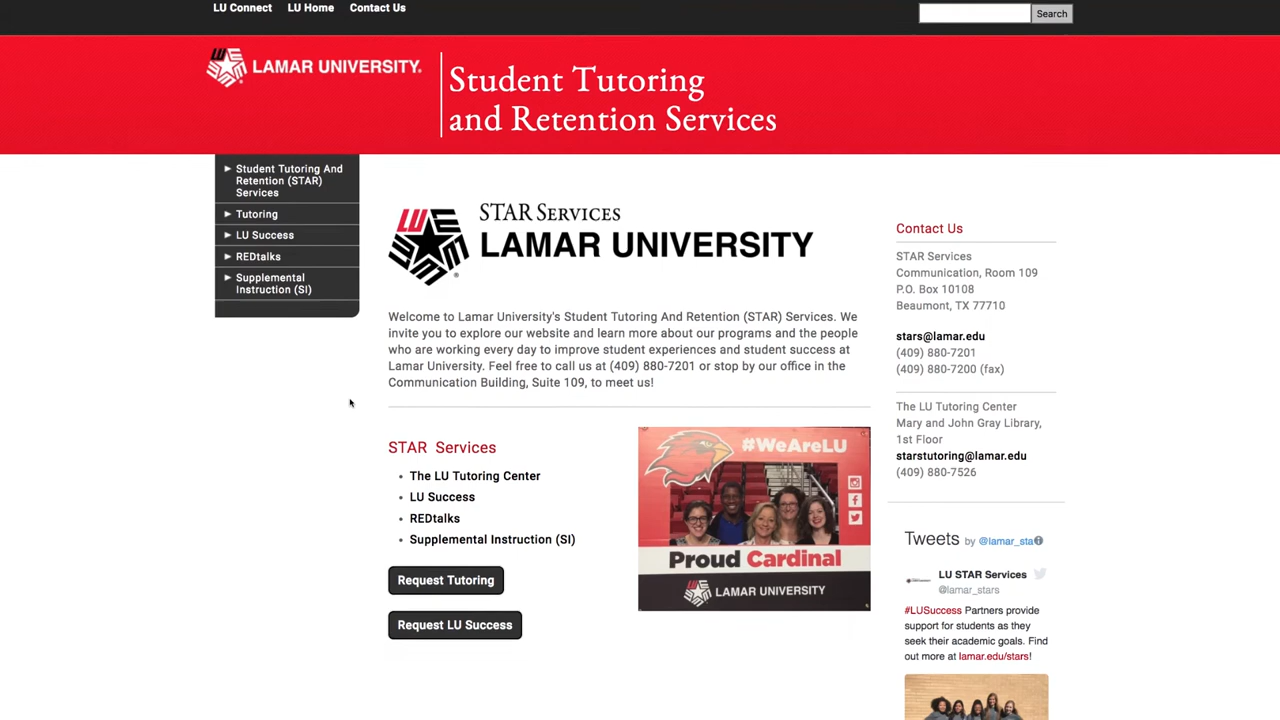 LU Connect
LU Home
Contact Us
Search
LAMAR UNIVERSITY.
Student Tutoring
and Retention Services
Student Tutoring And
Retention (STAR)
Services
Tutoring
LU Success
REDtalks
Supplemental
Instruction (SI)
LU
STAR SERVICES
LAMAR UNIVERSITY
Welcome to Lamar University's Student Tutoring And Retention (STAR) Services. We
invite you to explore our website and learn more about our programs and the people
who are working every day to improve student experiences and student success at
Lamar University. Feel free to call us at (409) 880-7201 or stop by our office in the
Communication Building, Suite 109, to meet us!
STAR Services
The LU Tutoring Center
LU Success
REDtalks
Supplemental Instruction (SI)
Request Tutoring
Request LU Success
#WeAreLU
Proud Cardinal
LAMAR UNIVERSITY
Contact Us
STAR Services
Communication, Room 109
P.O. Box 10108
Beaumont, TX 77710
stars@lamar.edu
(409) 880-7201
(409) 880-7200 (fax)
The LU Tutoring Center
Mary and John Gray Library,
1st Floor
starstutoring@lamar.edu
(409) 880-7526
Tweets by @lamar_sta
LU STAR Services
@lamar_stars
#LUSuccess Partners provide
support for students as they
seek their academic goals. Find
out more at lamar.edu/stars!